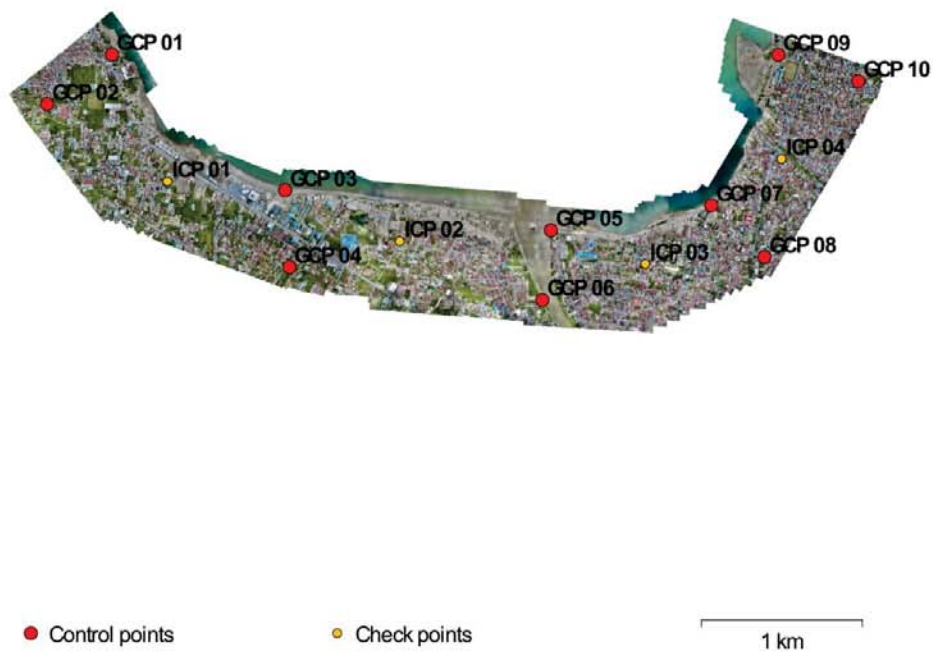 GCP 01
GCP 09
GCP 10
GCP 02
ICP 04
ICP 01
GCP 03
GCP 07
GCP 05
ICP 02
GCP 08
ICP 03
GCP 04
GCP 06
Control points
Check points
1 km